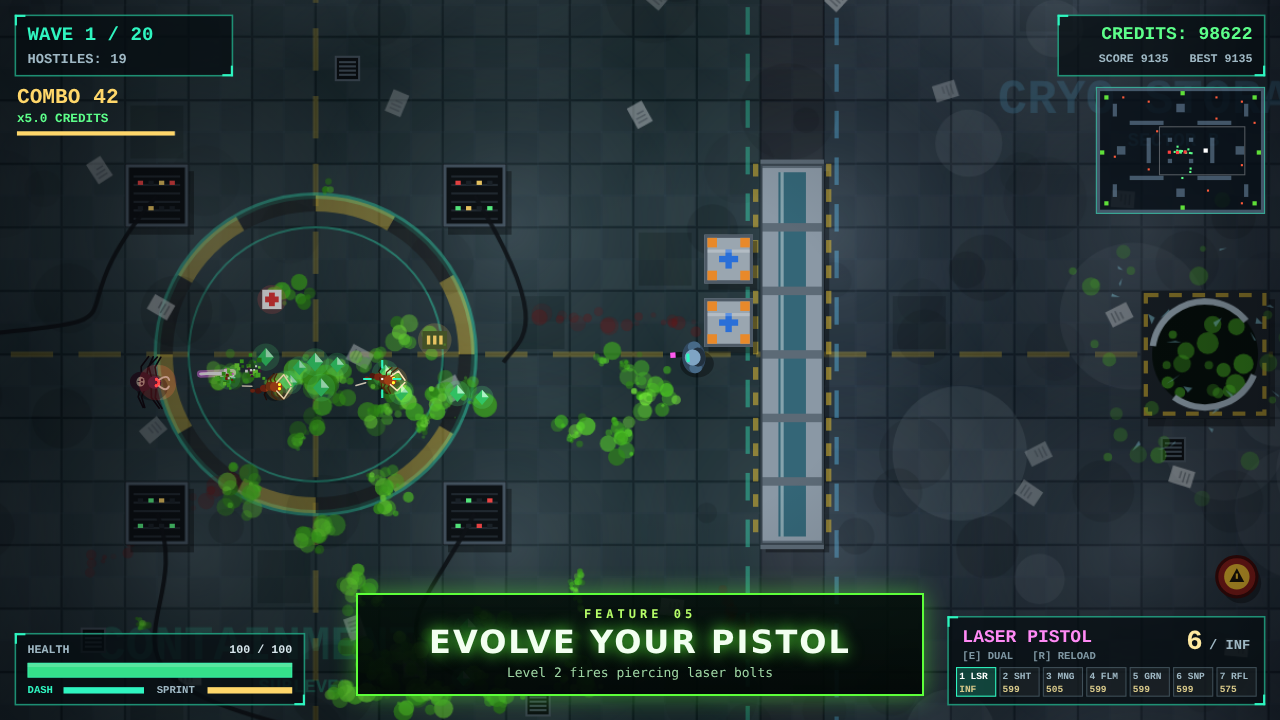 WAVE 1 / 20
HOSTILES: 19
COMBO 42
x5.0 CREDITS
CREDITS: 98622
SCORE 9135 BEST 9135
FEATURE 05
EVOLVE YOUR PISTOL
Level 2 fires piercing laser bolts
HEALTH 100 / 100
DASH SPRINT
LASER PISTOL 6 / INF
[E] DUAL [R] RELOAD
1 LSR 2 SHT 3 MNG 4 FLM 5 GRN 6 SNP 7 RFL
INF 599 505 599 599 599 575